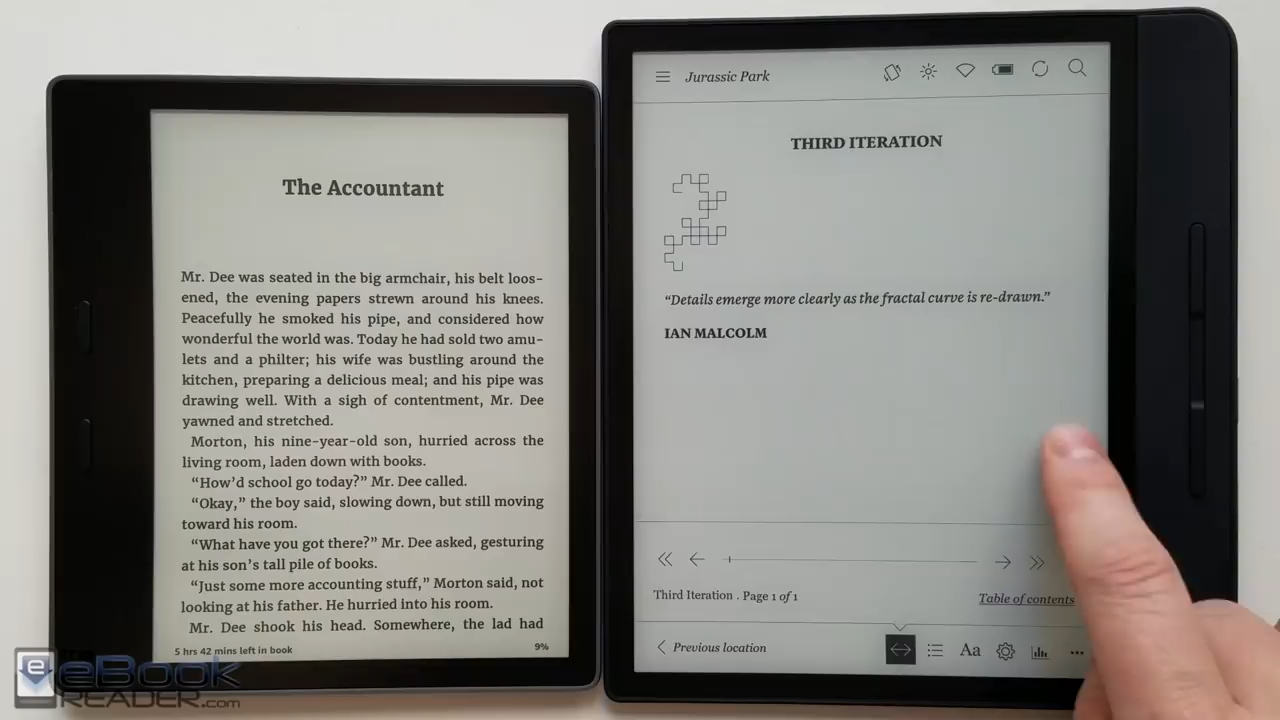 The Accountant
Mr. Dee was seated in the big armchair, his belt loos-
ened, the evening papers strewn around his knees.
Peacefully he smoked his pipe, and considered how
wonderful the world was. Today he had sold two amu-
lets and a philter; his wife was bustling around the
kitchen, preparing a delicious meal; and his pipe was
drawing well. With a sigh of contentment, Mr. Dee
yawned and stretched.
Morton, his nine-year-old son, hurried across the
living room, laden down with books.
“How’d school go today?” Mr. Dee called.
“Okay,” the boy said, slowing down, but still moving
toward his room.
“What have you got there?” Mr. Dee asked, gesturing
at his son’s tall pile of books.
“Just some more accounting stuff,” Morton said, not
looking at his father. He hurried into his room.
Mr. Dee shook his head. Somewhere, the lad had
5 hrs 42 mins left in book 9%
Jurassic Park
THIRD ITERATION
“Details emerge more clearly as the fractal curve is re-drawn.”
IAN MALCOLM
Third Iteration . Page 1 of 1
Table of contents
Previous location
Aa
eBook
READER.com